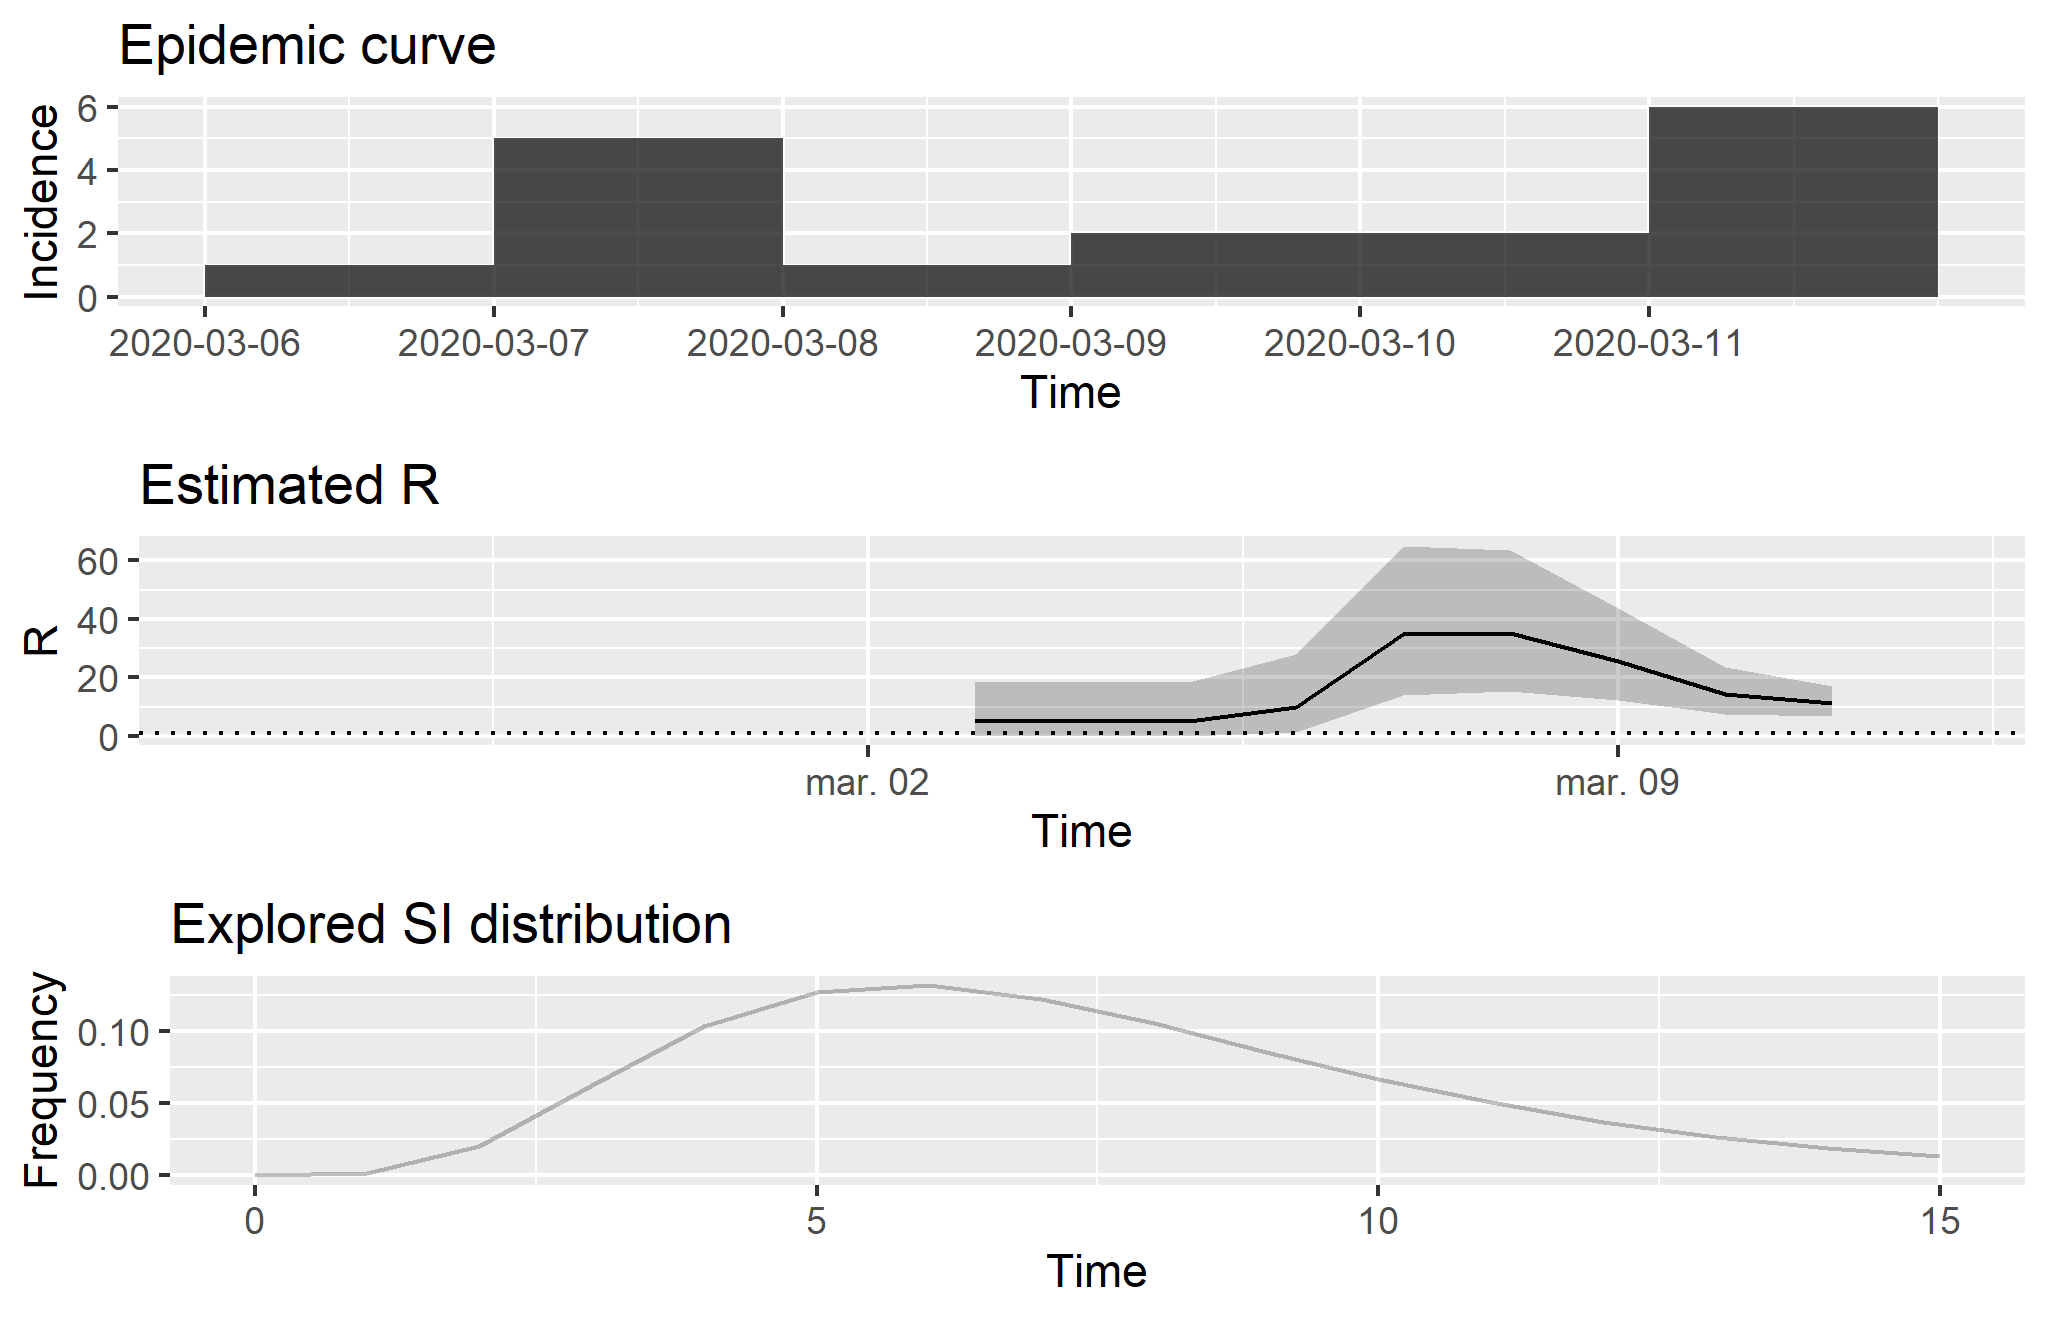 Epidemic curve
Incidence
6
4
2
0
2020-03-06 2020-03-07 2020-03-08 2020-03-09 2020-03-10 2020-03-11
Time
Estimated R
R
60
40
20
0
mar. 02 mar. 09
Time
Explored SI distribution
Frequency
0.10
0.05
0.00
0 5 10 15
Time